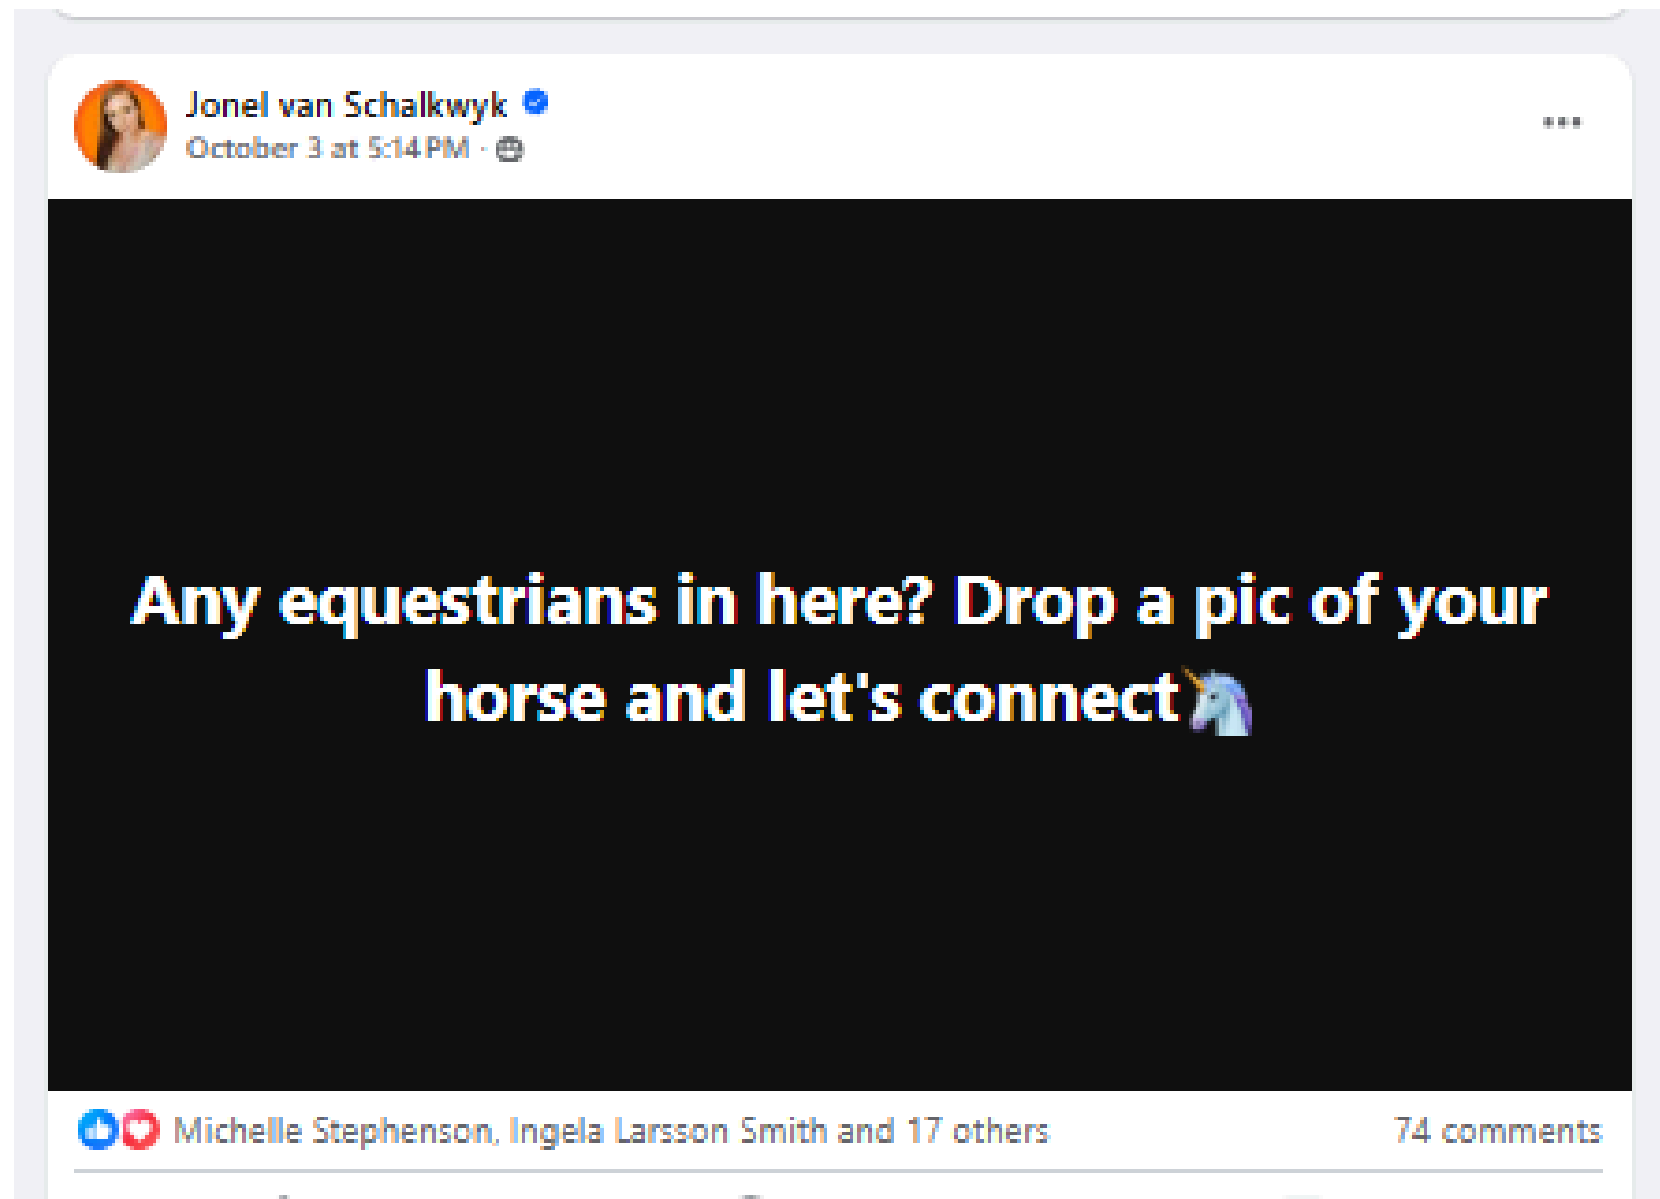 Jonel van Schalkwyk
October 3 at 5:14 PM ·
Any equestrians in here? Drop a pic of your
horse and let's connect🦄
Michelle Stephenson, Ingela Larsson Smith and 17 others
74 comments